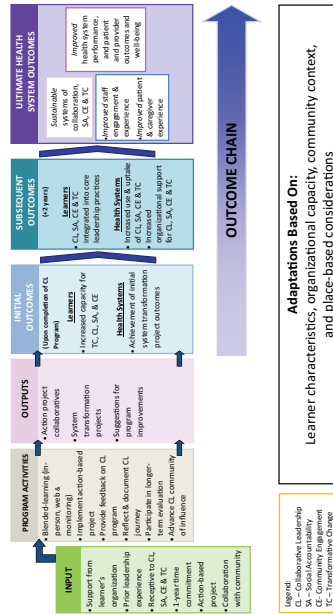 INPUT
• Support from
learner's
organization
• Prior leadership
experience
• Receptive to CL,
SA, CE & TC
• 1-year time
commitment
• Action-based
project
• Collaboration
with community
PROGRAM ACTIVITIES
• Blended-learning (in-
person, web &
monitoring)
• Implement action-based
project
• Provide feedback on CL
program
• Reflect & document CL
journey
• Participate in longer-
term evaluation
• Advance CL community
of influence
OUTPUTS
• Action project
collaboratives
• System
transformation
projects
• Suggestions for
program
improvements
INITIAL
OUTCOMES
(Upon completion of CL
Program)
Learners
• Increased capacity for
TC, CL, SA, & CE
Health Systems
• Achievement of initial
system transformation
project outcomes
SUBSEQUENT
OUTCOMES
(+2 years)
Learners
• CL, SA, CE & TC
integrated into core
leadership practices
Health Systems
• Increased use & uptake
of CL, SA, CE & TC
• Increased
organizational support
for CL, SA, CE & TC
ULTIMATE HEALTH
SYSTEM OUTCOMES
Sustainable
systems of
collaboration,
SA, CE & TC
Improved
health system
performance,
and patient
and provider
outcomes and
well-being
•Improved staff
engagement &
experience
•Improved patient
& caregiver
experience
OUTCOME CHAIN
Legend:
CL – Collaborative Leadership
SA – Social Accountability
CE – Community Engagement
TC – Transformative Change
Adaptations Based On:
Learner characteristics, organizational capacity, community context,
and place-based considerations